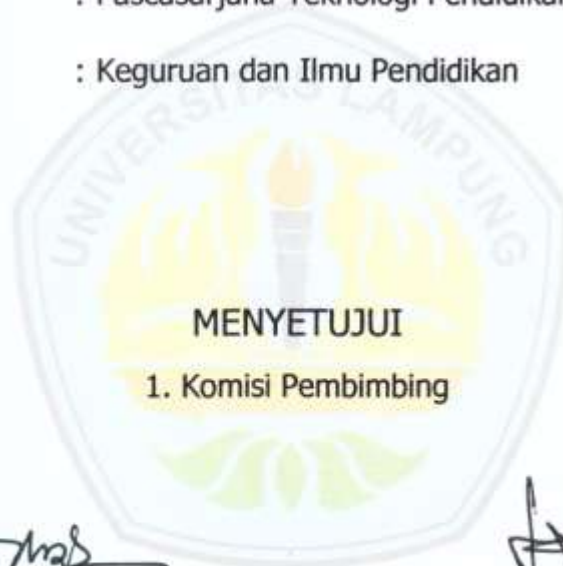 : Pascasarjana Teknologi Pendidikan
: Keguruan dan Ilmu Pendidikan
UNIVERSITAS LAMPUNG
MENYETUJUI
1. Komisi Pembimbing